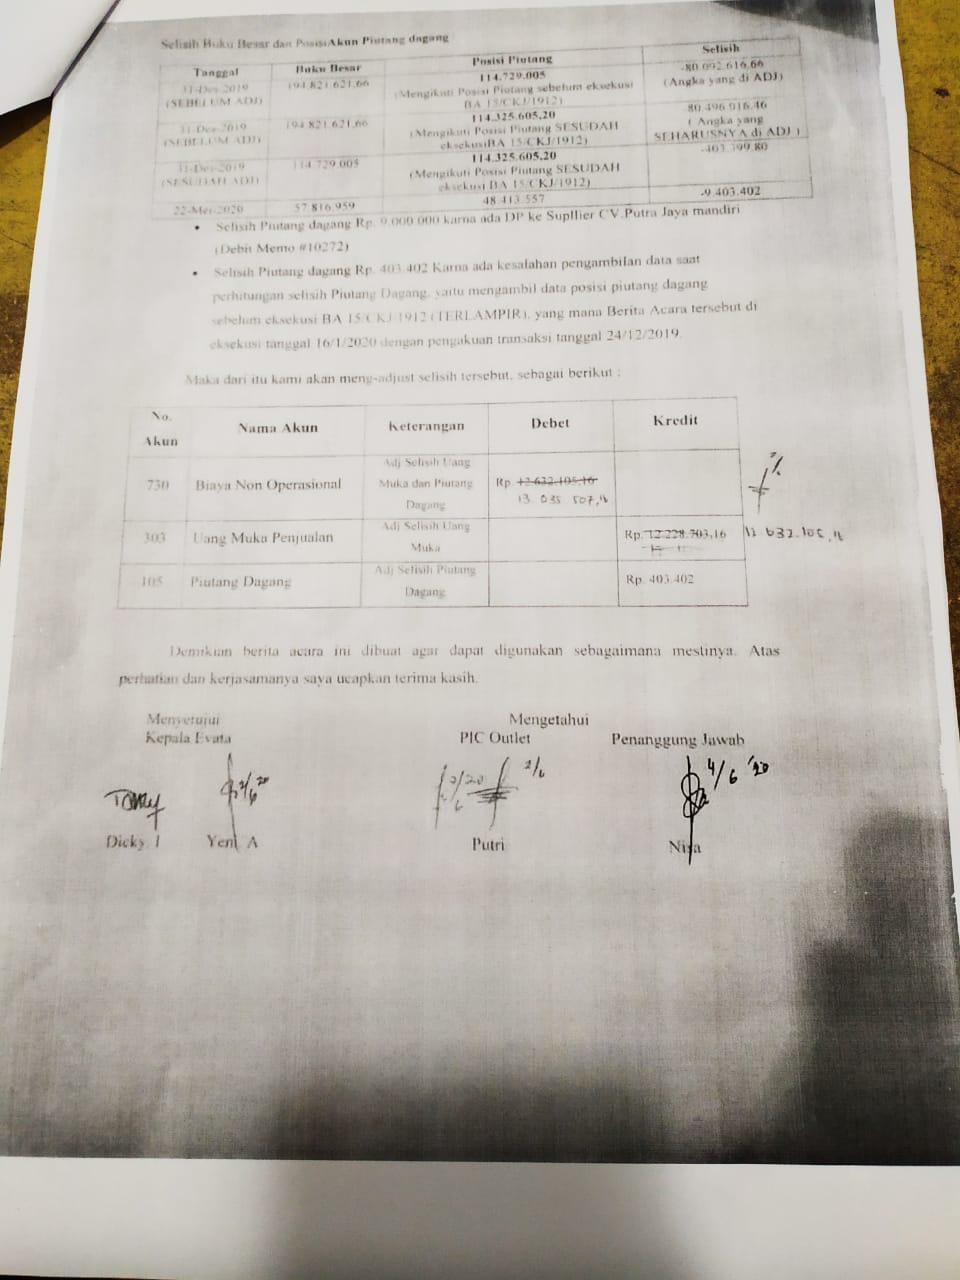 Selisih Buku Besar dan Posisi Akun Piutang dagang
Tanggal Buku Besar Posisi Piutang Selisih
31-Des-2019 (SEBELUM ADJ) 194.821.621,66 114.729.005 (Mengikuti Posisi Piutang sebelum eksekusi BA 15/CKJ/1912) -80.092.616,66 (Angka yang di ADJ)
31-Des-2019 (SEBELUM ADJ) 194.821.621,66 114.325.605,20 (Mengikuti Posisi Piutang SESUDAH eksekusiBA 15/CKJ/1912) 80.496.016,46 ( Angka yang SEHARUSNYA di ADJ )
31-Des-2019 (SESUDAH ADJ) 114.729.005 114.325.605,20 (Mengikuti Posisi Piutang SESUDAH eksekusi BA 15/CKJ/1912) -403.399,80
22-Mei-2020 57.816.959 48.413.557 -9.403.402
• Selisih Piutang dagang Rp. 9.000.000 karna ada DP ke Supllier CV.Putra Jaya mandiri
(Debit Memo #10272)
• Selisih Piutang dagang Rp. 403.402 Karna ada kesalahan pengambilan data saat
perhitungan selisih Piutang Dagang, yaitu mengambil data posisi piutang dagang
sebelum eksekusi BA 15/CKJ/1912 (TERLAMPIR), yang mana Berita Acara tersebut di
eksekusi tanggal 16/1/2020 dengan pengakuan transaksi tanggal 24/12/2019.
Maka dari itu kami akan meng-adjust selisih tersebut, sebagai berikut :
No. Akun Nama Akun Keterangan Debet Kredit
730 Biaya Non Operasional Adj Selisih Uang Muka dan Piutang Dagang Rp. 12.632.105,16
13.035.507,16
303 Uang Muka Penjualan Adj Selisih Uang Muka Rp. 12.228.703,16 12.632.105,16
105 Piutang Dagang Adj Selisih Piutang Dagang Rp. 403.402
Demikian berita acara ini dibuat agar dapat digunakan sebagaimana mestinya. Atas
perhatian dan kerjasamanya saya ucapkan terima kasih.
Menyetujui Mengetahui
Kepala Evata PIC Outlet Penanggung Jawab
2/6 20 2/6 20 2/6 4/6 '20
Dicky I Yeni A Putri Nisa